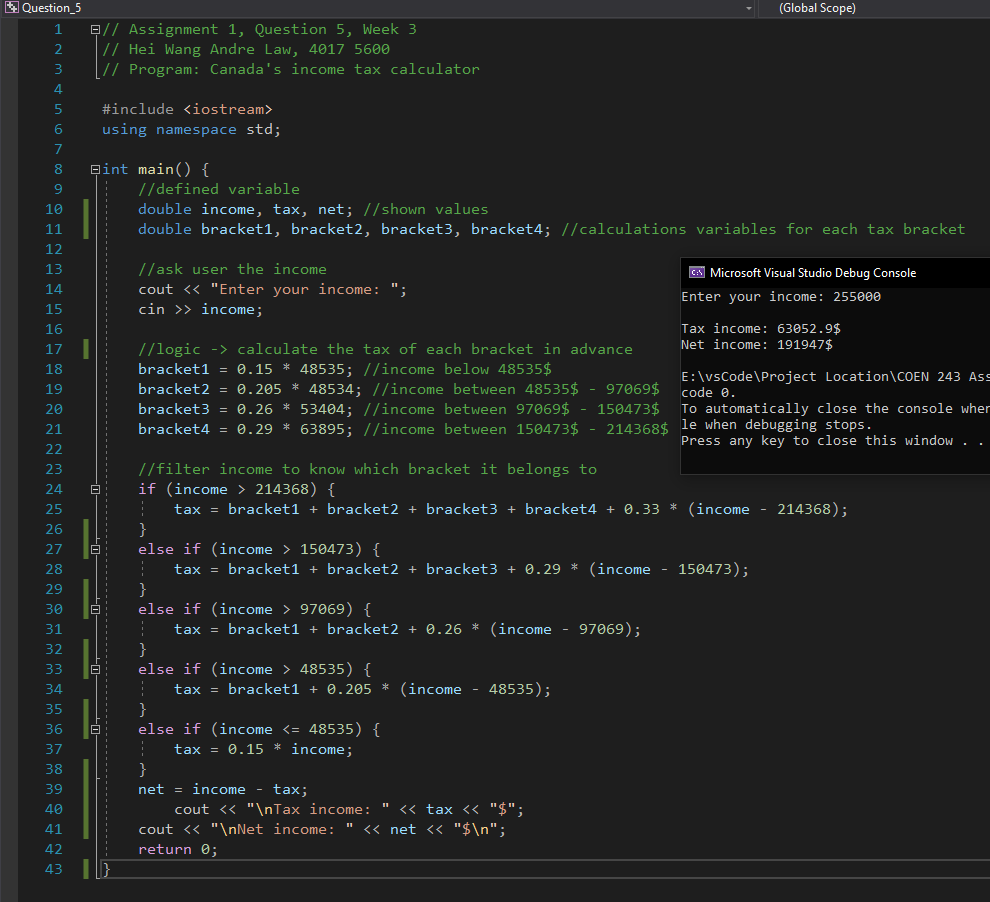 Question_5
(Global Scope)
1 // Assignment 1, Question 5, Week 3
2 // Hei Wang Andre Law, 4017 5600
3 // Program: Canada's income tax calculator
4
5 #include <iostream>
6 using namespace std;
7
8 int main() {
9 //defined variable
10 double income, tax, net; //shown values
11 double bracket1, bracket2, bracket3, bracket4; //calculations variables for each tax bracket
12
13 //ask user the income
14 cout << "Enter your income: ";
15 cin >> income;
16
17 //logic -> calculate the tax of each bracket in advance
18 bracket1 = 0.15 * 48535; //income below 48535$
19 bracket2 = 0.205 * 48534; //income between 48535$ - 97069$
20 bracket3 = 0.26 * 53404; //income between 97069$ - 150473$
21 bracket4 = 0.29 * 63895; //income between 150473$ - 214368$
22
23 //filter income to know which bracket it belongs to
24 if (income > 214368) {
25 tax = bracket1 + bracket2 + bracket3 + bracket4 + 0.33 * (income - 214368);
26 }
27 else if (income > 150473) {
28 tax = bracket1 + bracket2 + bracket3 + 0.29 * (income - 150473);
29 }
30 else if (income > 97069) {
31 tax = bracket1 + bracket2 + 0.26 * (income - 97069);
32 }
33 else if (income > 48535) {
34 tax = bracket1 + 0.205 * (income - 48535);
35 }
36 else if (income <= 48535) {
37 tax = 0.15 * income;
38 }
39 net = income - tax;
40 cout << "\nTax income: " << tax << "$";
41 cout << "\nNet income: " << net << "$\n";
42 return 0;
43 }
Microsoft Visual Studio Debug Console
Enter your income: 255000
Tax income: 63052.9$
Net income: 191947$
E:\vsCode\Project Location\COEN 243 Ass
code 0.
To automatically close the console when
le when debugging stops.
Press any key to close this window . .